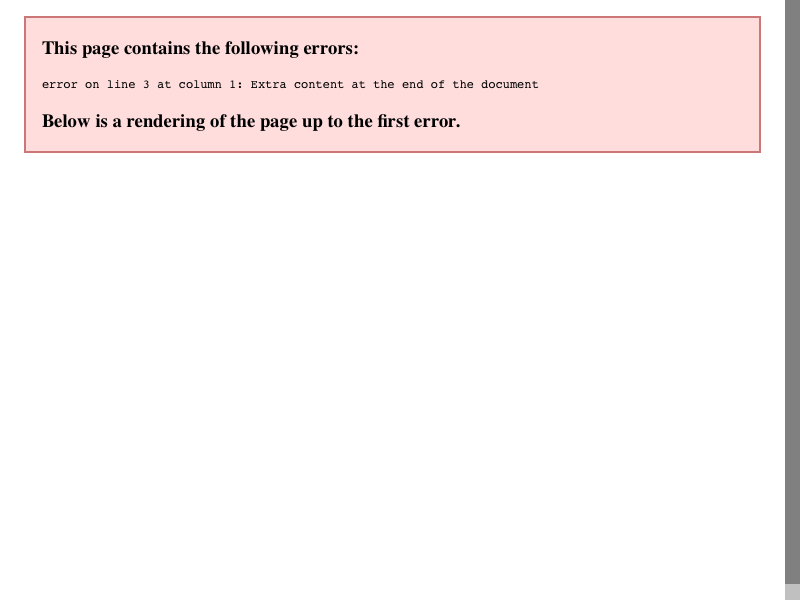 This page contains the following errors:
error on line 3 at column 1: Extra content at the end of the document
Below is a rendering of the page up to the first error.